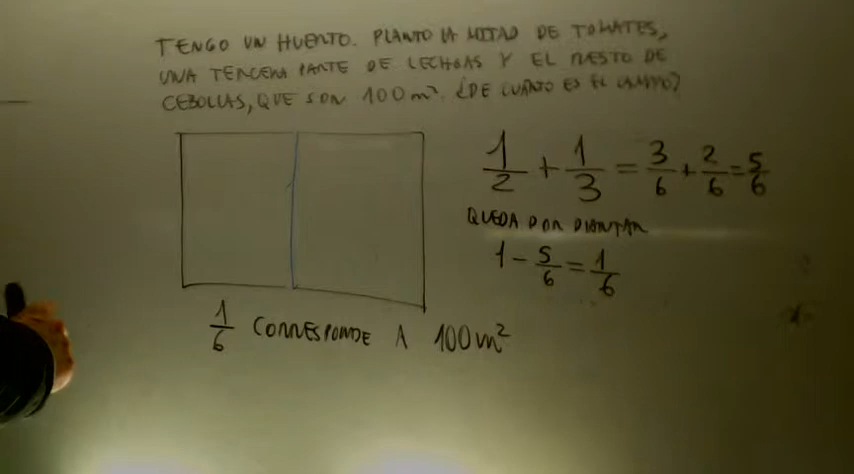 TENGO UN HUERTO. PLANTO LA MITAD DE TOMATES,
UNA TERCERA PARTE DE LECHGAS Y EL RESTO DE
CEBOLLAS, QUE SON 100 m². ¿DE CUÁNTO ES EL CAMPO?
1/2 + 1/3 = 3/6 + 2/6 = 5/6
QUEDA POR PLANTAR
1 - 5/6 = 1/6
1/6 CORRESPONDE A 100 m²